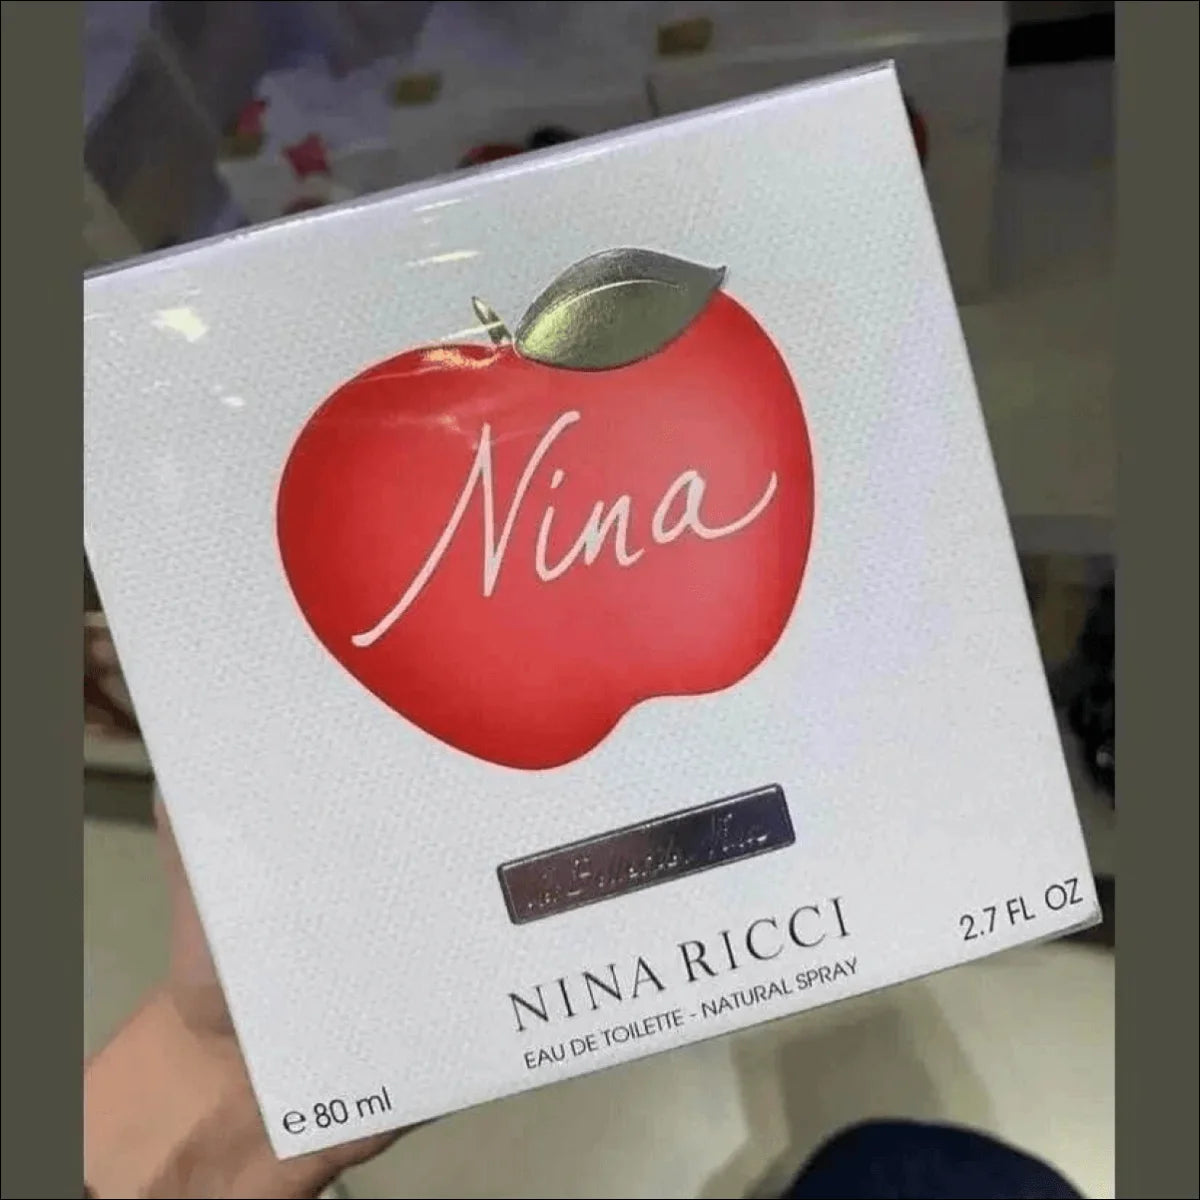 Nina
NINA RICCI
EAU DE TOILETTE - NATURAL SPRAY
2.7 FL OZ
e 80 ml